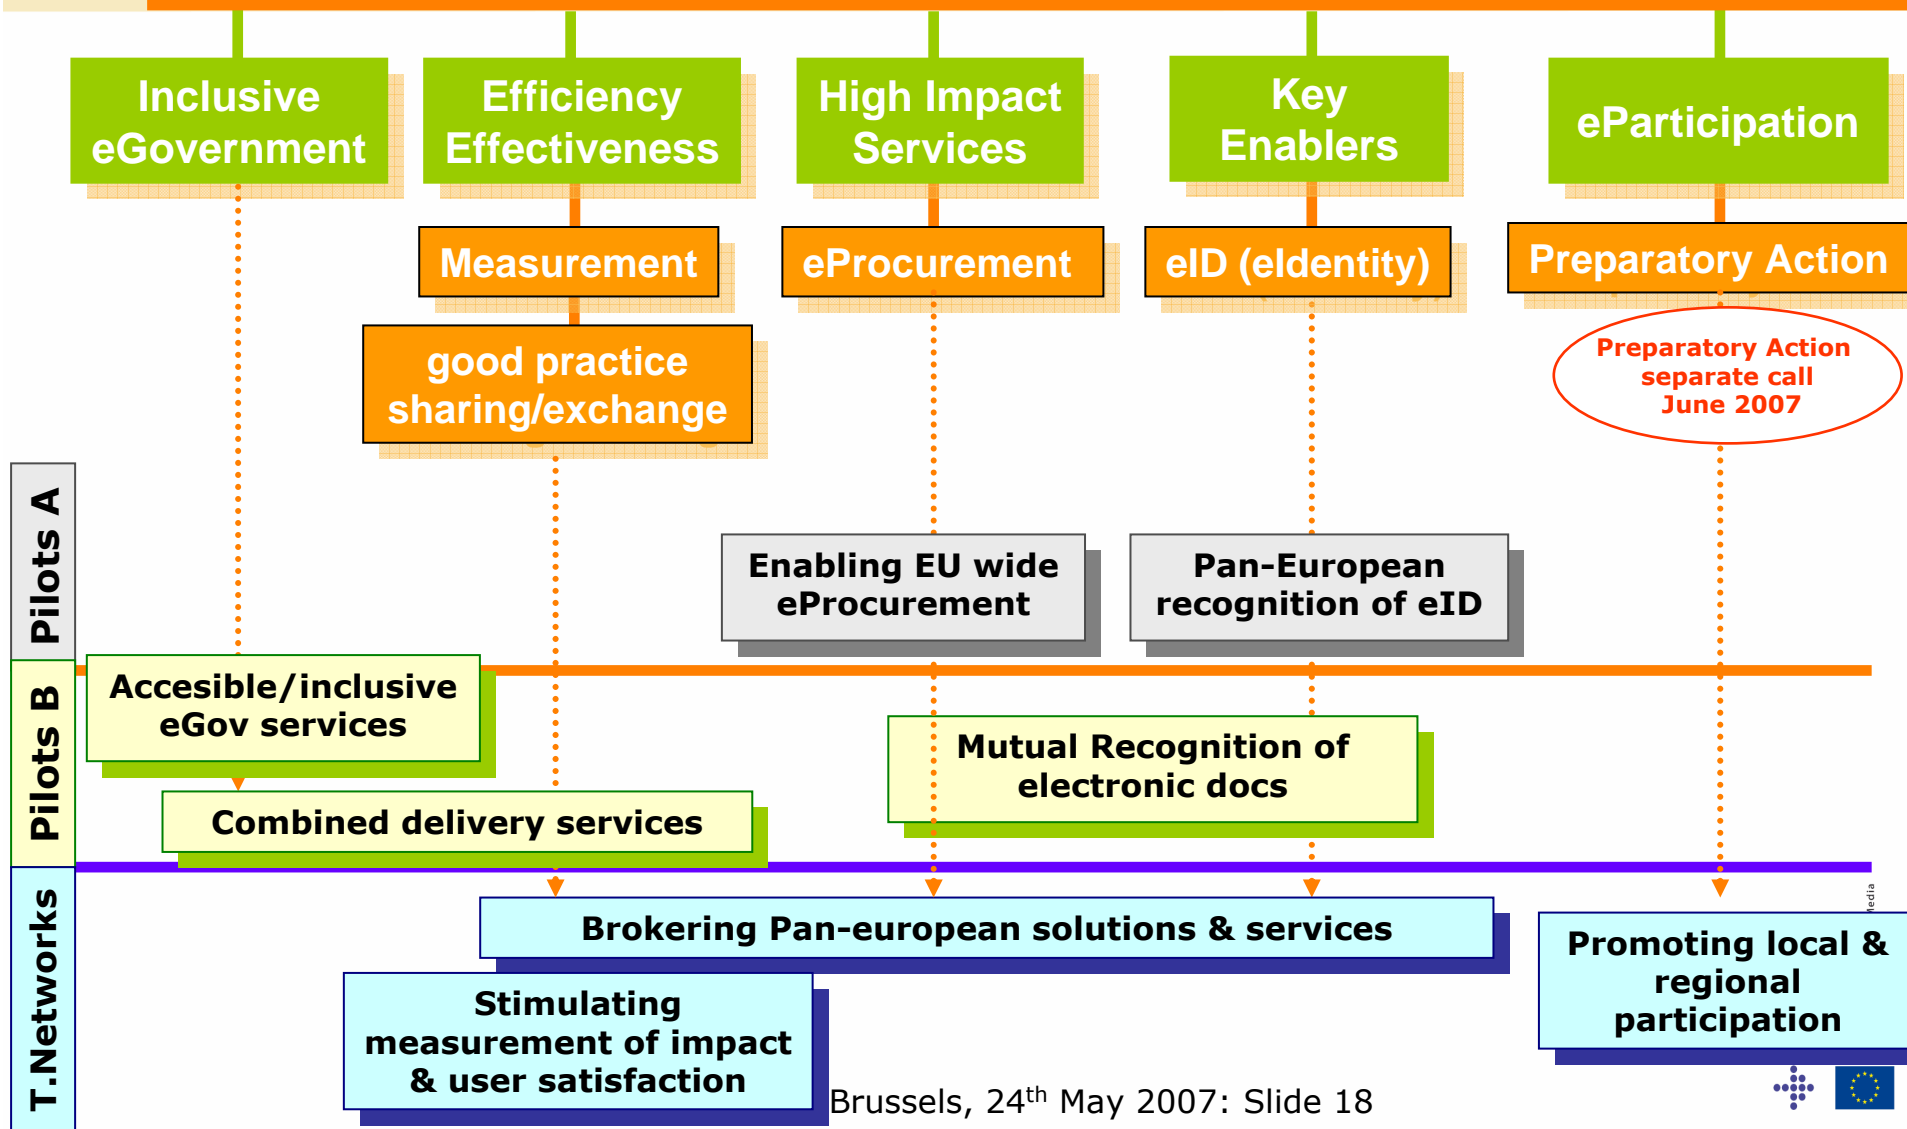 Inclusive
eGovernment
Efficiency
Effectiveness
High Impact
Services
Key
Enablers
eParticipation
Measurement
eProcurement
eID (eIdentity)
Preparatory Action
good practice
sharing/exchange
Preparatory Action
separate call
June 2007
Pilots A
Enabling EU wide
eProcurement
Pan-European
recognition of eID
Pilots B
Accesible/inclusive
eGov services
Mutual Recognition of
electronic docs
Combined delivery services
T.Networks
Brokering Pan-european solutions & services
Promoting local &
regional
participation
Stimulating
measurement of impact
& user satisfaction
Brussels, 24th May 2007: Slide 18